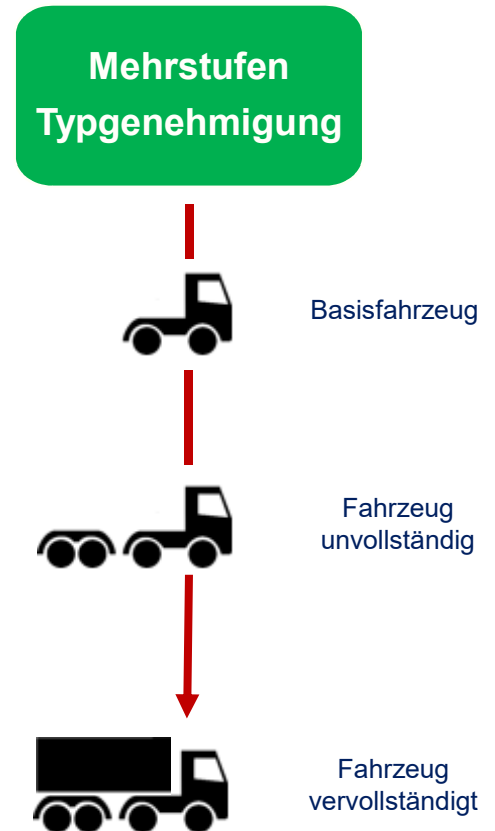 Mehrstufen
Typgenehmigung
Basisfahrzeug
Fahrzeug
unvollständig
Fahrzeug
vervollständigt